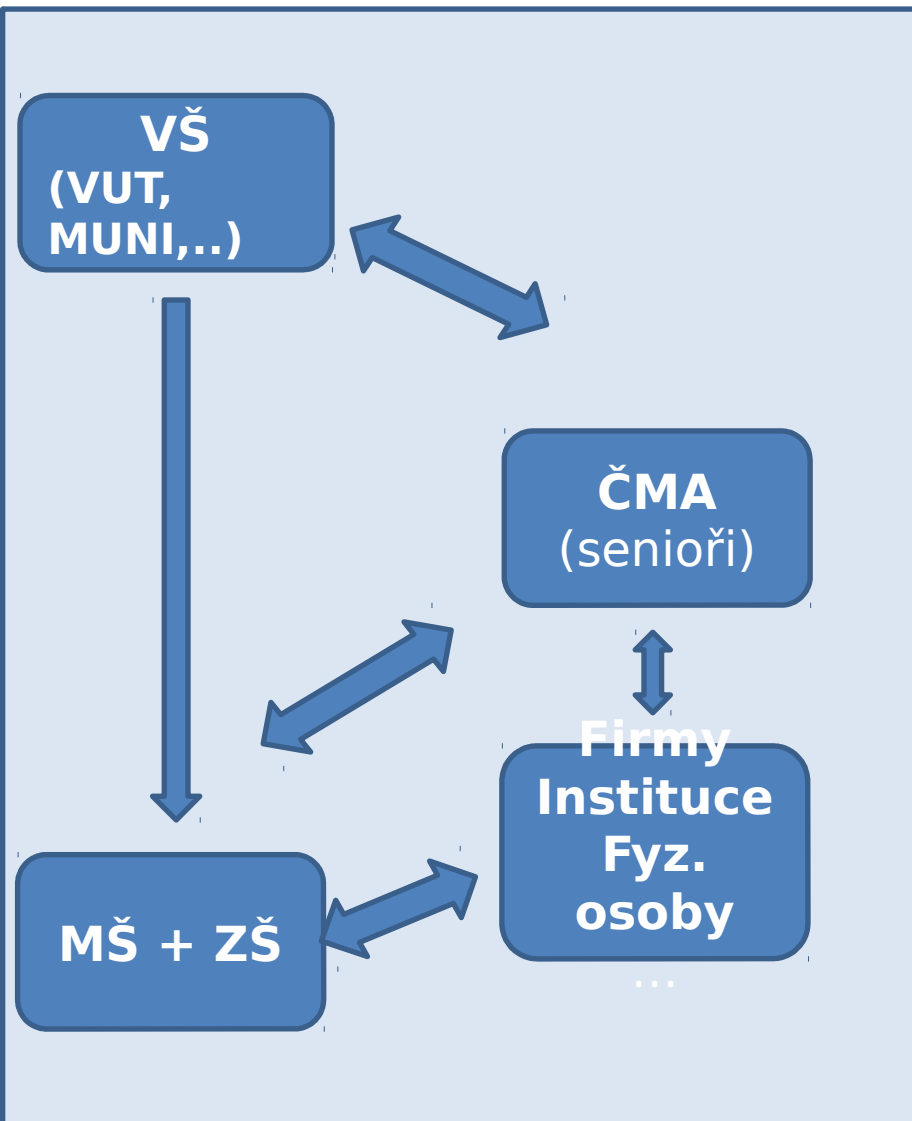 VŠ
(VUT,
MUNI,..)
ČMA
(senioři)
Firmy
Instituce
Fyz.
osoby
...
MŠ + ZŠ